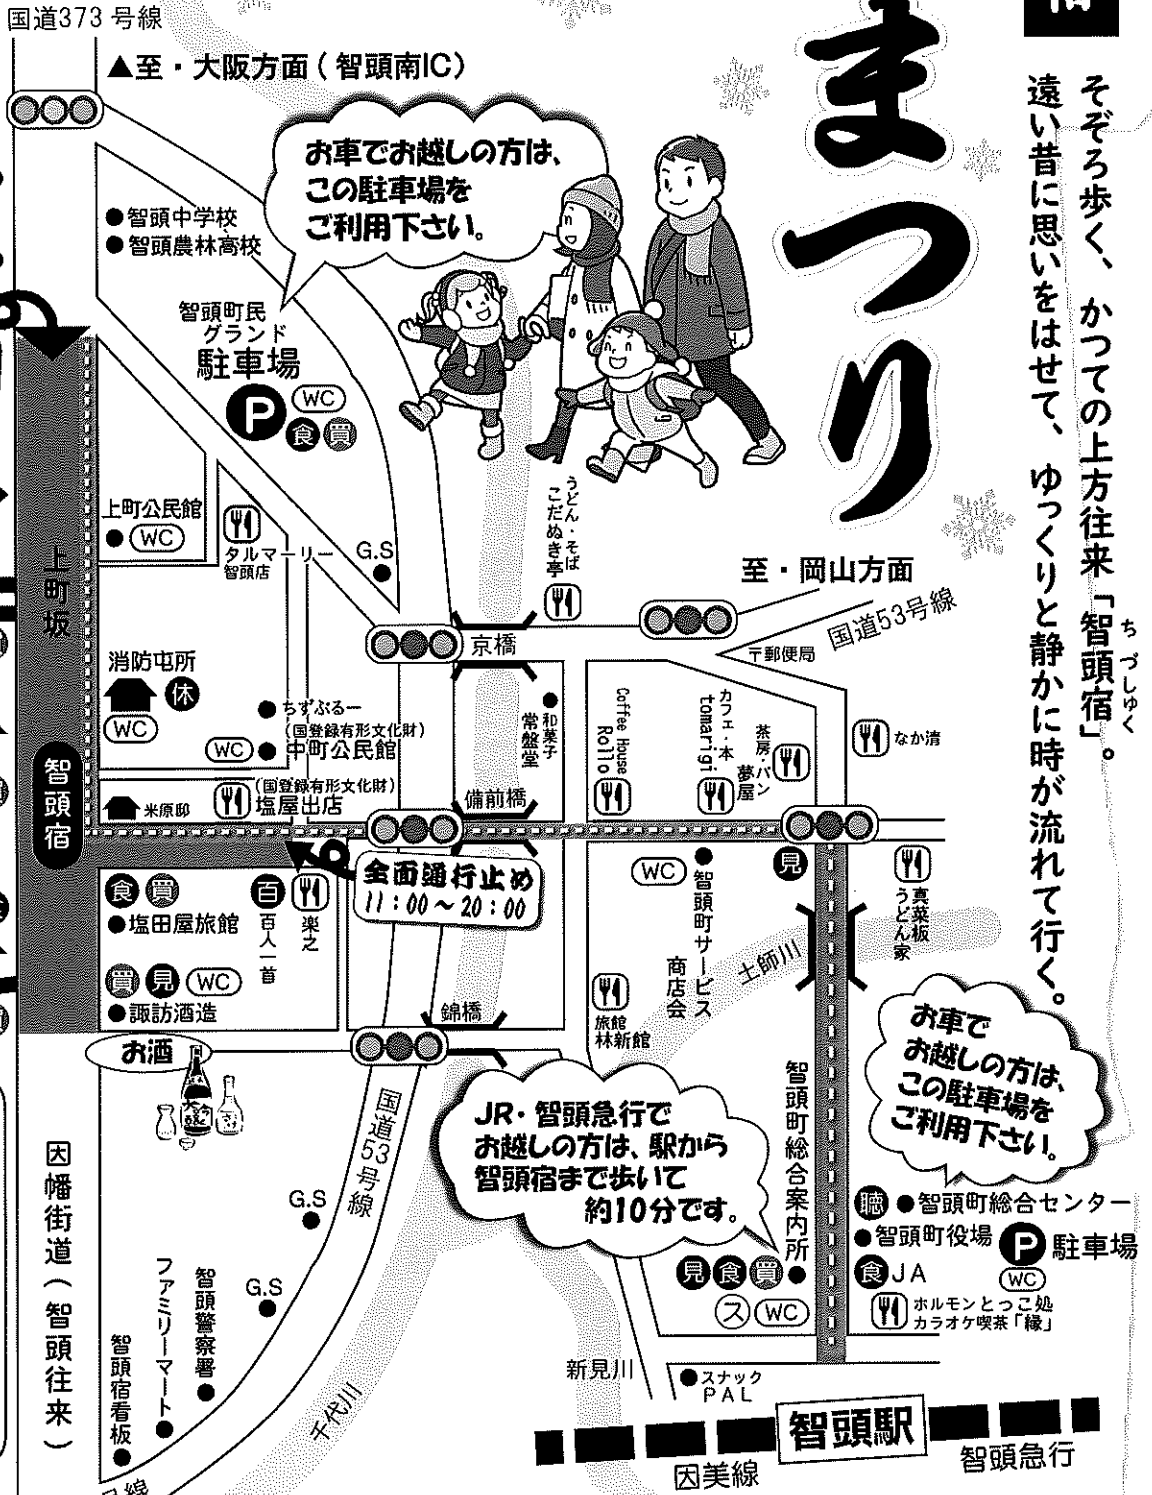 まつり
そぞろ歩く、かつての上方往来「智頭宿」。
ちづしゅく
遠い昔に思いをはせて、ゆっくりと静かに時が流れて行く。
国道373号線
▲至・大阪方面(智頭南IC)
お車でお越しの方は、
この駐車場を
ご利用下さい。
●智頭中学校
●智頭農林高校
智頭町民
グランド
駐車場
P
WC
食
買
上町公民館
WC
タルマーリー
智頭店
G.S
うどん・そば
こだぬき亭
至・岡山方面
国道53号線
〒郵便局
京橋
上町坂
消防屯所
休
WC
ちずぶるー
(国登録有形文化財)
WC
中町公民館
和菓子
常盤堂
Coffee House
Rollo
カフェ・本
tomarigi
茶房・パン
夢屋
なか清
智頭宿
米原邸
(国登録有形文化財)
塩屋出店
備前橋
全面通行止め
11:00~20:00
食
買
●塩田屋旅館
百
百人一首
楽之
買
見
WC
●諏訪酒造
お酒
錦橋
WC
智頭町サービス
商店会
見
真菜板
うどん家
土師川
旅館
林新館
お車で
お越しの方は、
この駐車場を
ご利用下さい。
JR・智頭急行で
お越しの方は、駅から
智頭宿まで歩いて
約10分です。
智頭町総合案内所
見
食
買
ス
WC
聴
●智頭町総合センター
●智頭町役場
P
駐車場
食
JA
WC
ホルモンとっこ処
カラオケ喫茶「縁」
因幡街道(智頭往来)
国道53号線
G.S
G.S
智頭警察署
ファミリーマート
智頭宿看板
号線
千代川
新見川
●スナック
PAL
智頭駅
因美線
智頭急行